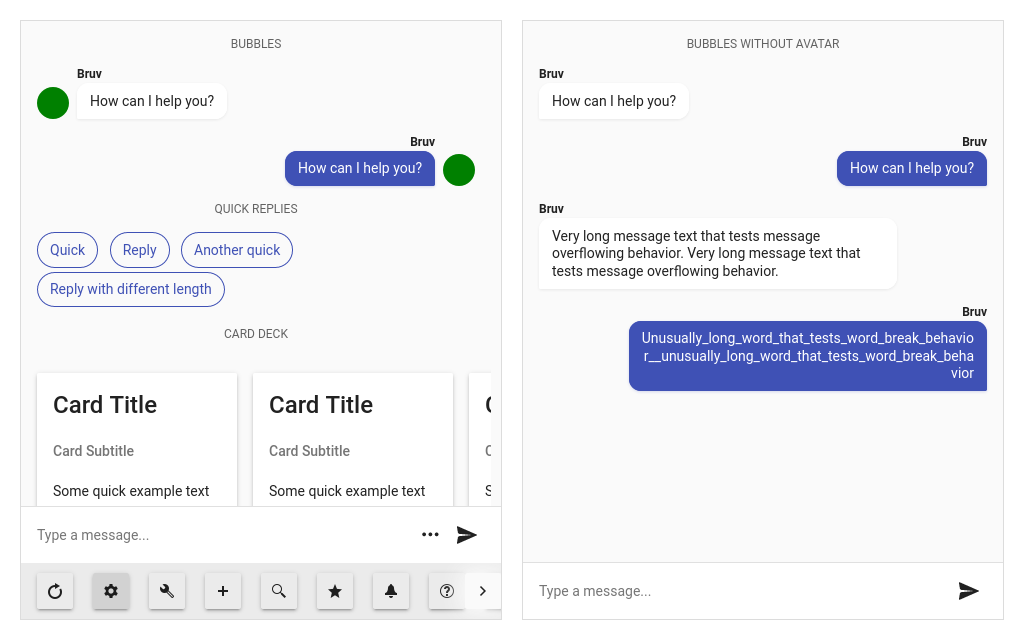 BUBBLES
Bruv
How can I help you?
Bruv
How can I help you?
QUICK REPLIES
Quick
Reply
Another quick
Reply with different length
CARD DECK
Card Title
Card Subtitle
Some quick example text
Card Title
Card Subtitle
Some quick example text
C
C
S
Type a message...
BUBBLES WITHOUT AVATAR
Bruv
How can I help you?
Bruv
How can I help you?
Bruv
Very long message text that tests message
overflowing behavior. Very long message text that
tests message overflowing behavior.
Bruv
Unusually_long_word_that_tests_word_break_behavio
r__unusually_long_word_that_tests_word_break_beha
vior
Type a message...